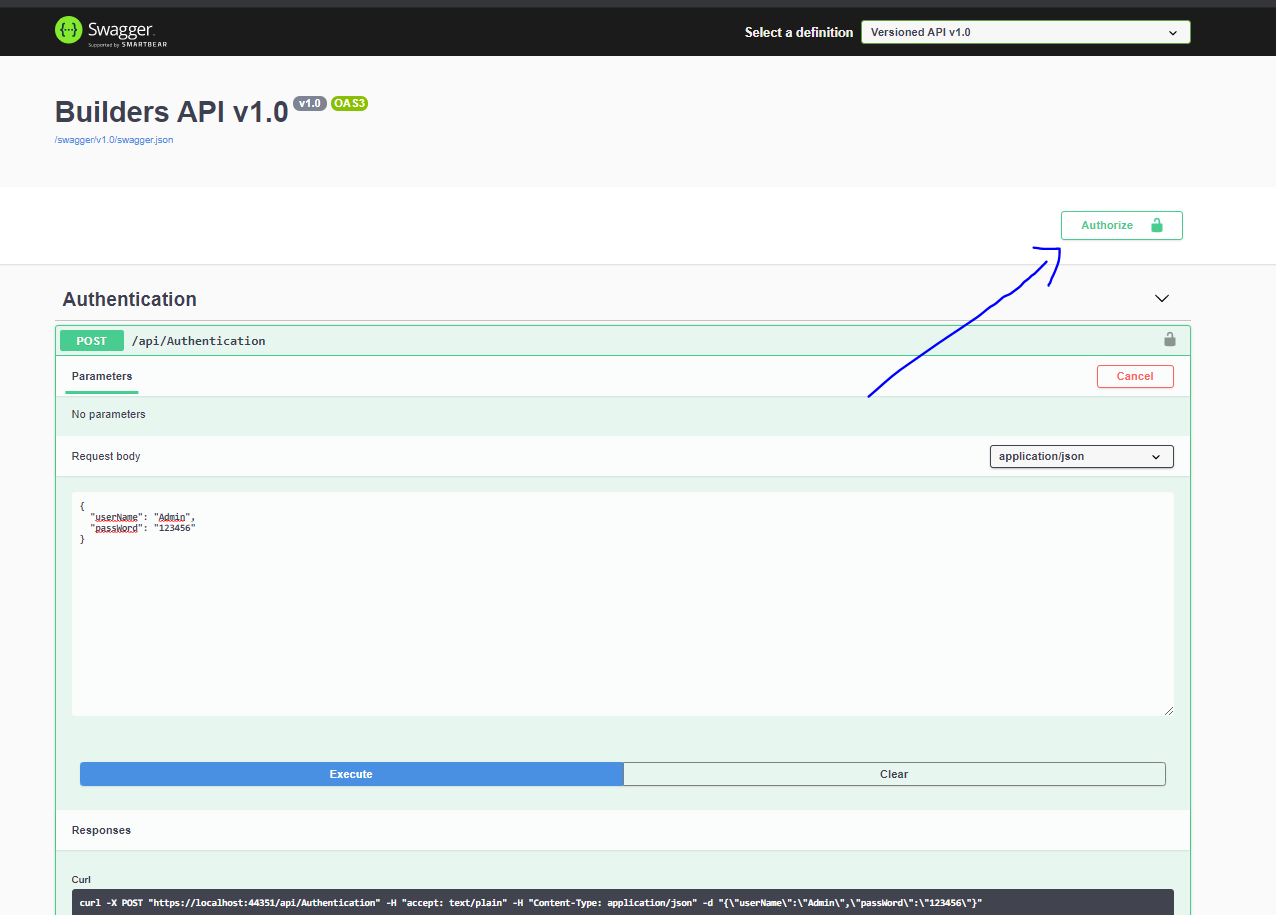 Swagger.
Supported by SMARTBEAR
Select a definition
Versioned API v1.0
Builders API v1.0 v1.0 OAS3
/swagger/v1.0/swagger.json
Authorize
Authentication
POST /api/Authentication
Parameters
Cancel
No parameters
Request body
application/json
{
"userName": "Admin",
"passWord": "123456"
}
Execute
Clear
Responses
Curl
curl -X POST "https://localhost:44351/api/Authentication" -H "accept: text/plain" -H "Content-Type: application/json" -d "{\"userName\":\"Admin\",\"passWord\":\"123456\"}"